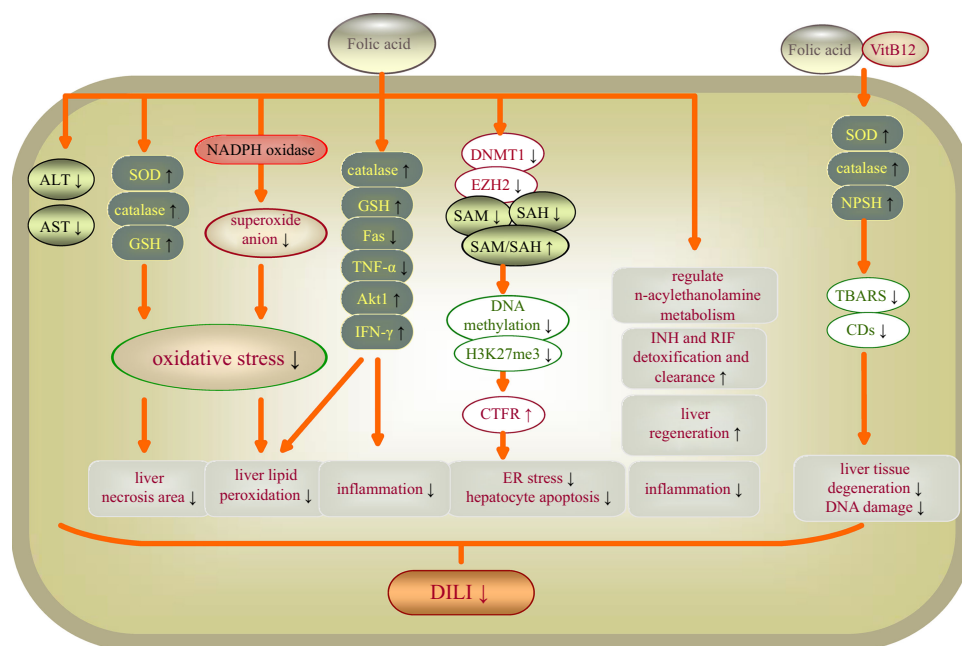 Folic acid
Folic acid
VitB12
ALT ↓
AST ↓
SOD ↑
catalase ↑
GSH ↑
NADPH oxidase
superoxide
anion ↓
oxidative stress ↓
catalase ↑
GSH ↑
Fas ↓
TNF-α ↓
Akt1 ↑
IFN-γ ↑
DNMT1 ↓
EZH2 ↓
SAM ↓
SAH ↓
SAM/SAH ↑
DNA
methylation ↓
H3K27me3 ↓
CTFR ↑
regulate
n-acylethanolamine
metabolism
INH and RIF
detoxification and
clearance ↑
liver
regeneration ↑
SOD ↑
catalase ↑
NPSH ↑
TBARS ↓
CDs ↓
liver
necrosis area ↓
liver lipid
peroxidation ↓
inflammation ↓
ER stress ↓
hepatocyte apoptosis ↓
inflammation ↓
liver tissue
degeneration ↓
DNA damage ↓
DILI ↓